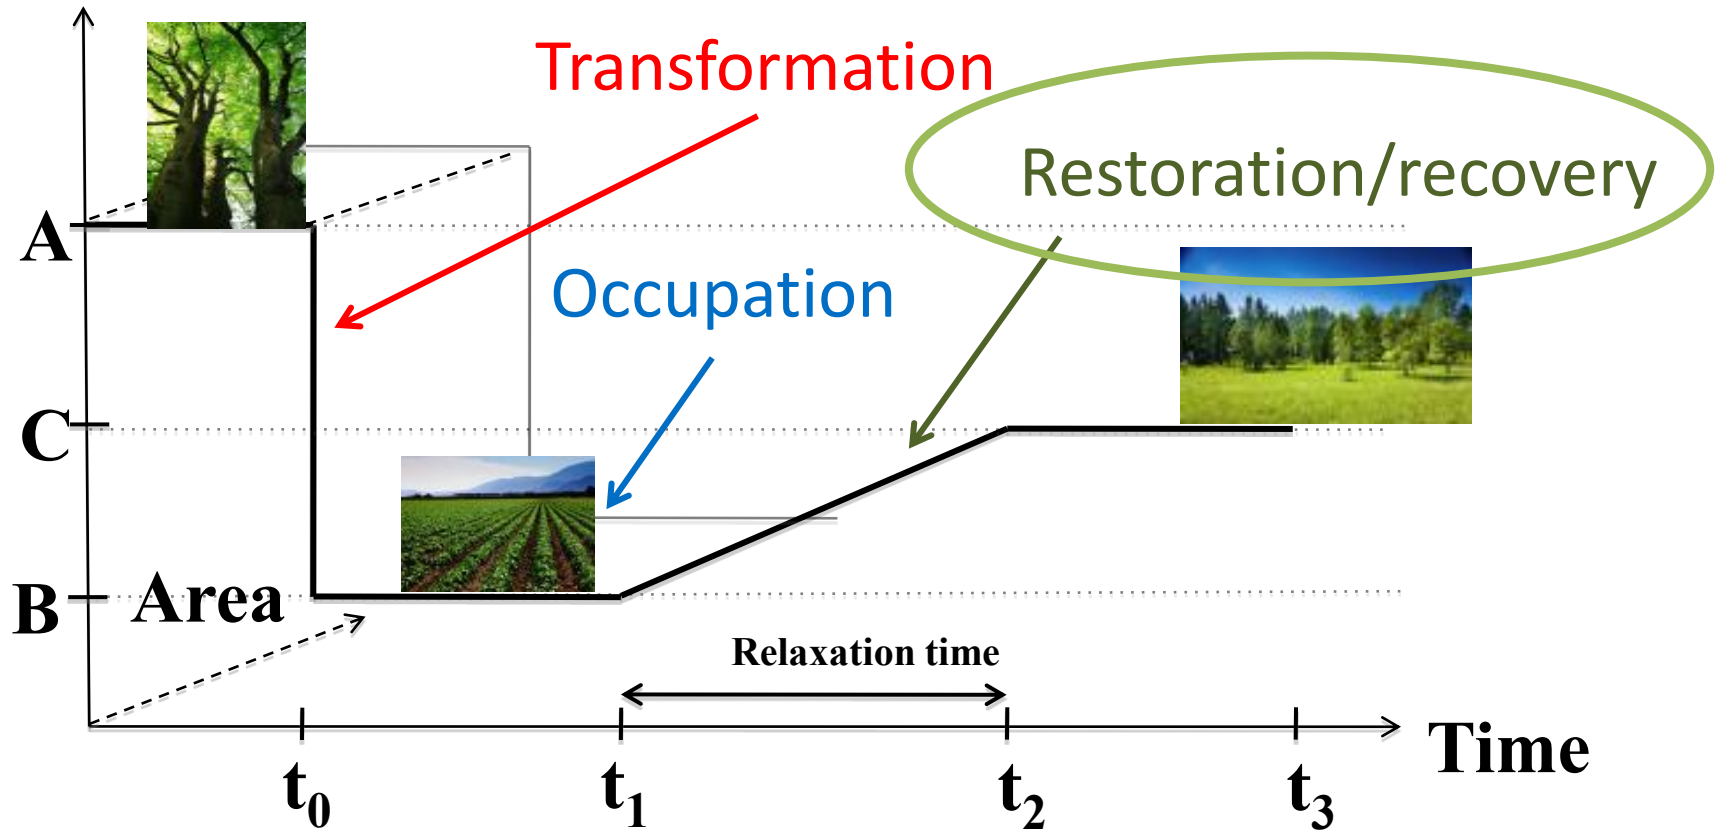 Transformation
Restoration/recovery
A
Occupation
C
B
Area
Relaxation time
Time
t0
t1
t2
t3